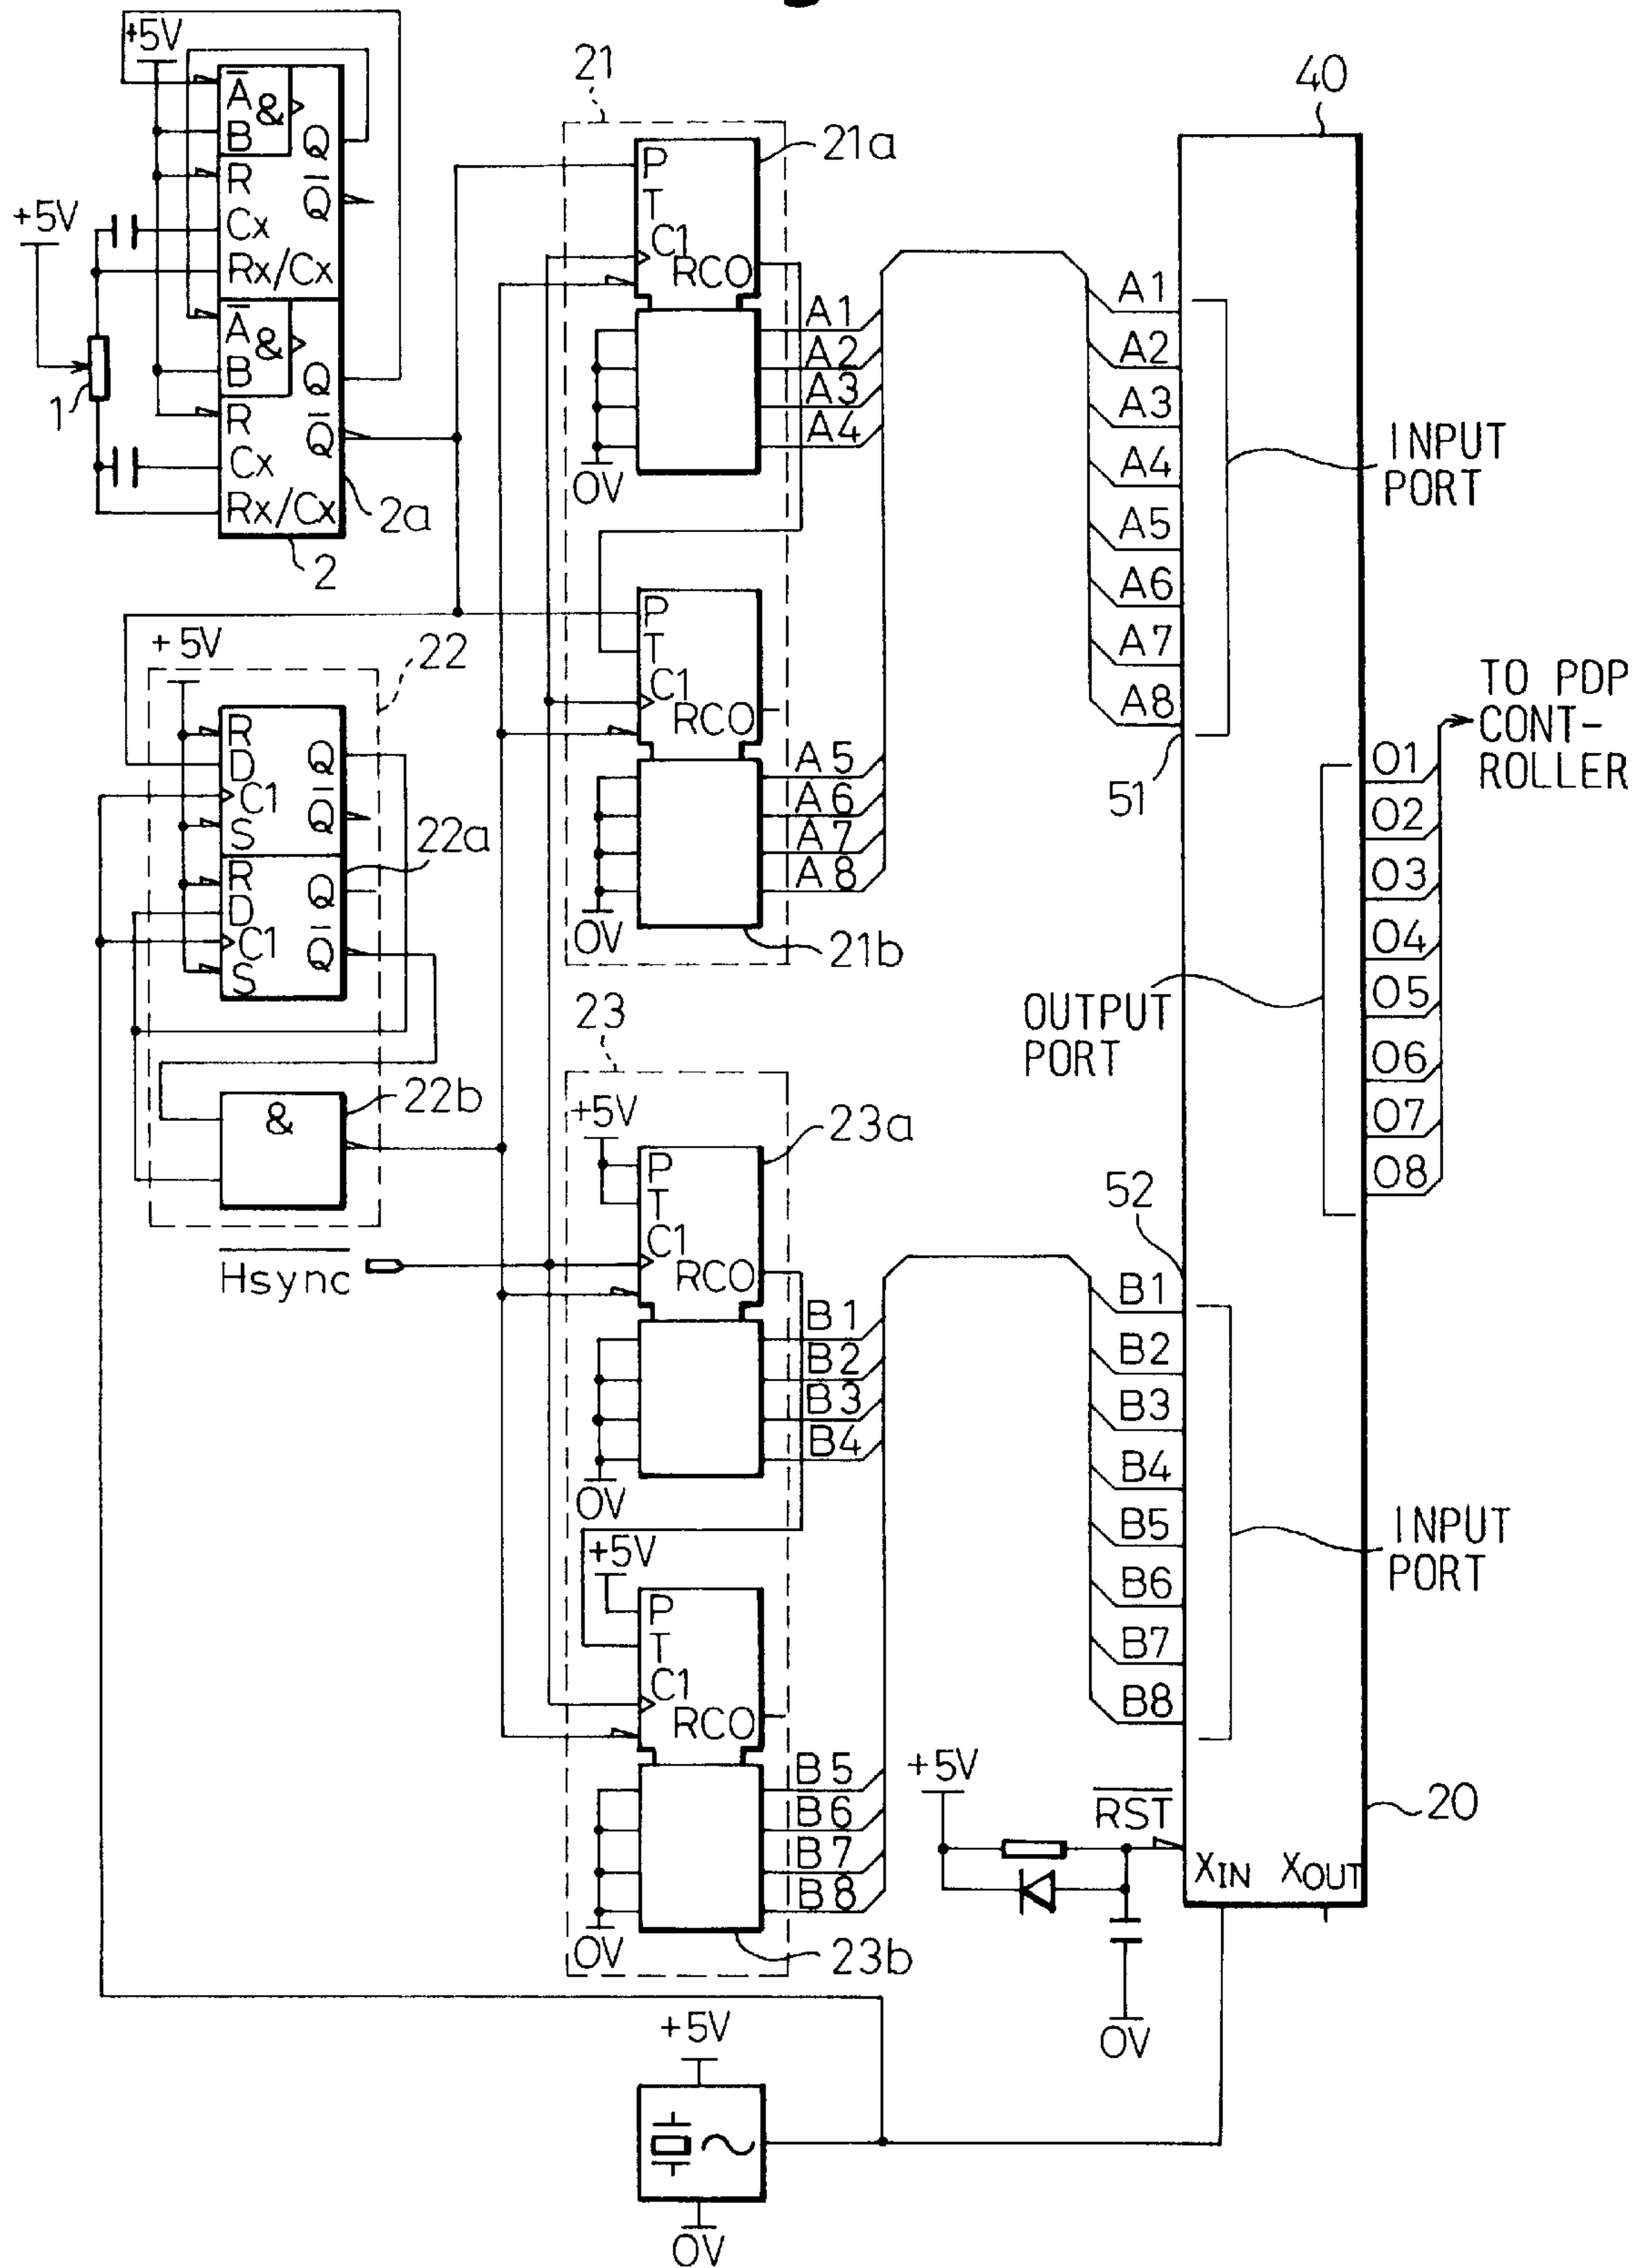 +5V
A̅
&
B
Q
R
Q̅
Cx
Rx/Cx
+5V
A̅
&
B
Q
R
Q̅
Cx
Rx/Cx
1
2a
2
21
21a
P
T
C1
RCO
A1
A2
A3
A4
0V
P
T
C1
RCO
A5
A6
A7
A8
0V
21b
+5V
22
R
D
Q
C1
Q̅
S
22a
R
Q
D
C1
Q̅
S
&
22b
H̅s̅y̅n̅c̅
23
+5V
23a
P
T
C1
RCO
B1
B2
B3
B4
0V
+5V
P
T
C1
RCO
B5
B6
B7
B8
0V
23b
40
A1
A2
A3
A4
A5
A6
A7
A8
INPUT
PORT
51
TO PDP
CONT-
ROLLER
O1
O2
O3
O4
O5
O6
O7
O8
OUTPUT
PORT
52
B1
B2
B3
B4
B5
B6
B7
B8
INPUT
PORT
+5V
R̅S̅T̅
20
XIN
XOUT
0V
+5V
0V